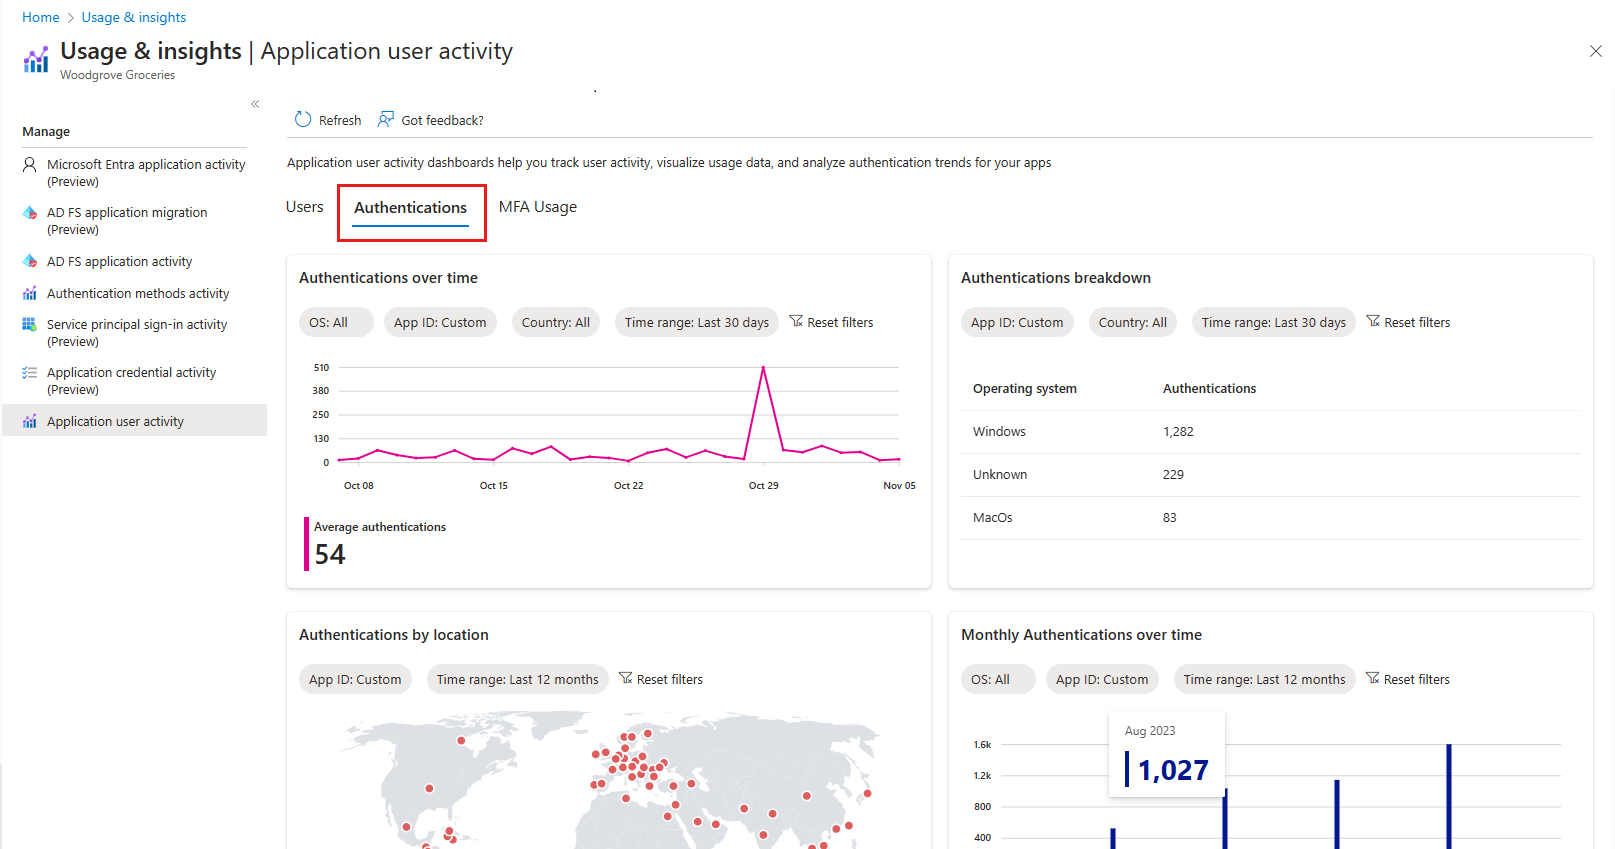 Home > Usage & insights
Usage & insights | Application user activity
Woodgrove Groceries
«
Manage
Microsoft Entra application activity
(Preview)
AD FS application migration
(Preview)
AD FS application activity
Authentication methods activity
Service principal sign-in activity
(Preview)
Application credential activity
(Preview)
Application user activity
Refresh Got feedback?
Application user activity dashboards help you track user activity, visualize usage data, and analyze authentication trends for your apps
Users Authentications MFA Usage
Authentications over time
OS: All App ID: Custom Country: All Time range: Last 30 days Reset filters
510
380
250
130
0
Oct 08 Oct 15 Oct 22 Oct 29 Nov 05
Average authentications
54
Authentications breakdown
App ID: Custom Country: All Time range: Last 30 days Reset filters
Operating system Authentications
Windows 1,282
Unknown 229
MacOs 83
Authentications by location
App ID: Custom Time range: Last 12 months Reset filters
Monthly Authentications over time
OS: All App ID: Custom Time range: Last 12 months Reset filters
Aug 2023
1,027
1.6k
1.2k
800
400